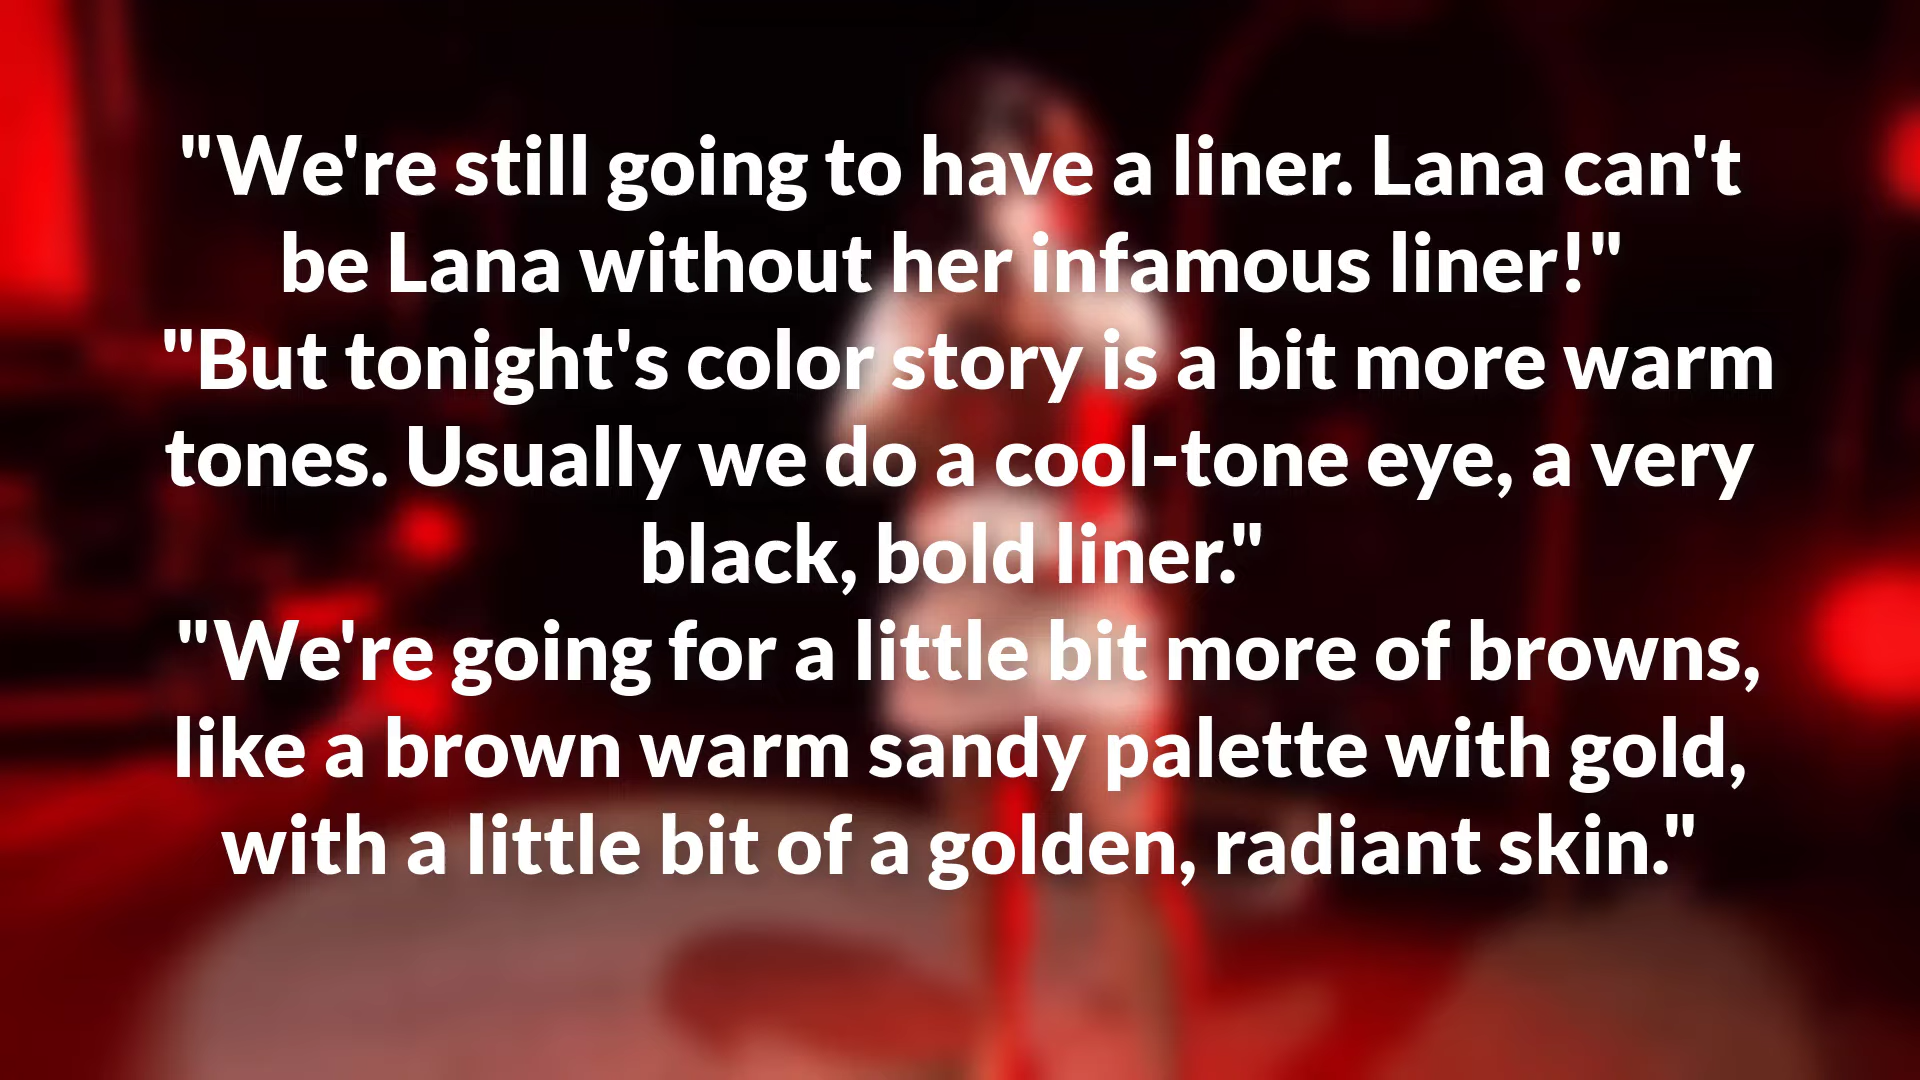 "We're still going to have a liner. Lana can't
be Lana without her infamous liner!"
"But tonight's color story is a bit more warm
tones. Usually we do a cool-tone eye, a very
black, bold liner."
"We're going for a little bit more of browns,
like a brown warm sandy palette with gold,
with a little bit of a golden, radiant skin."